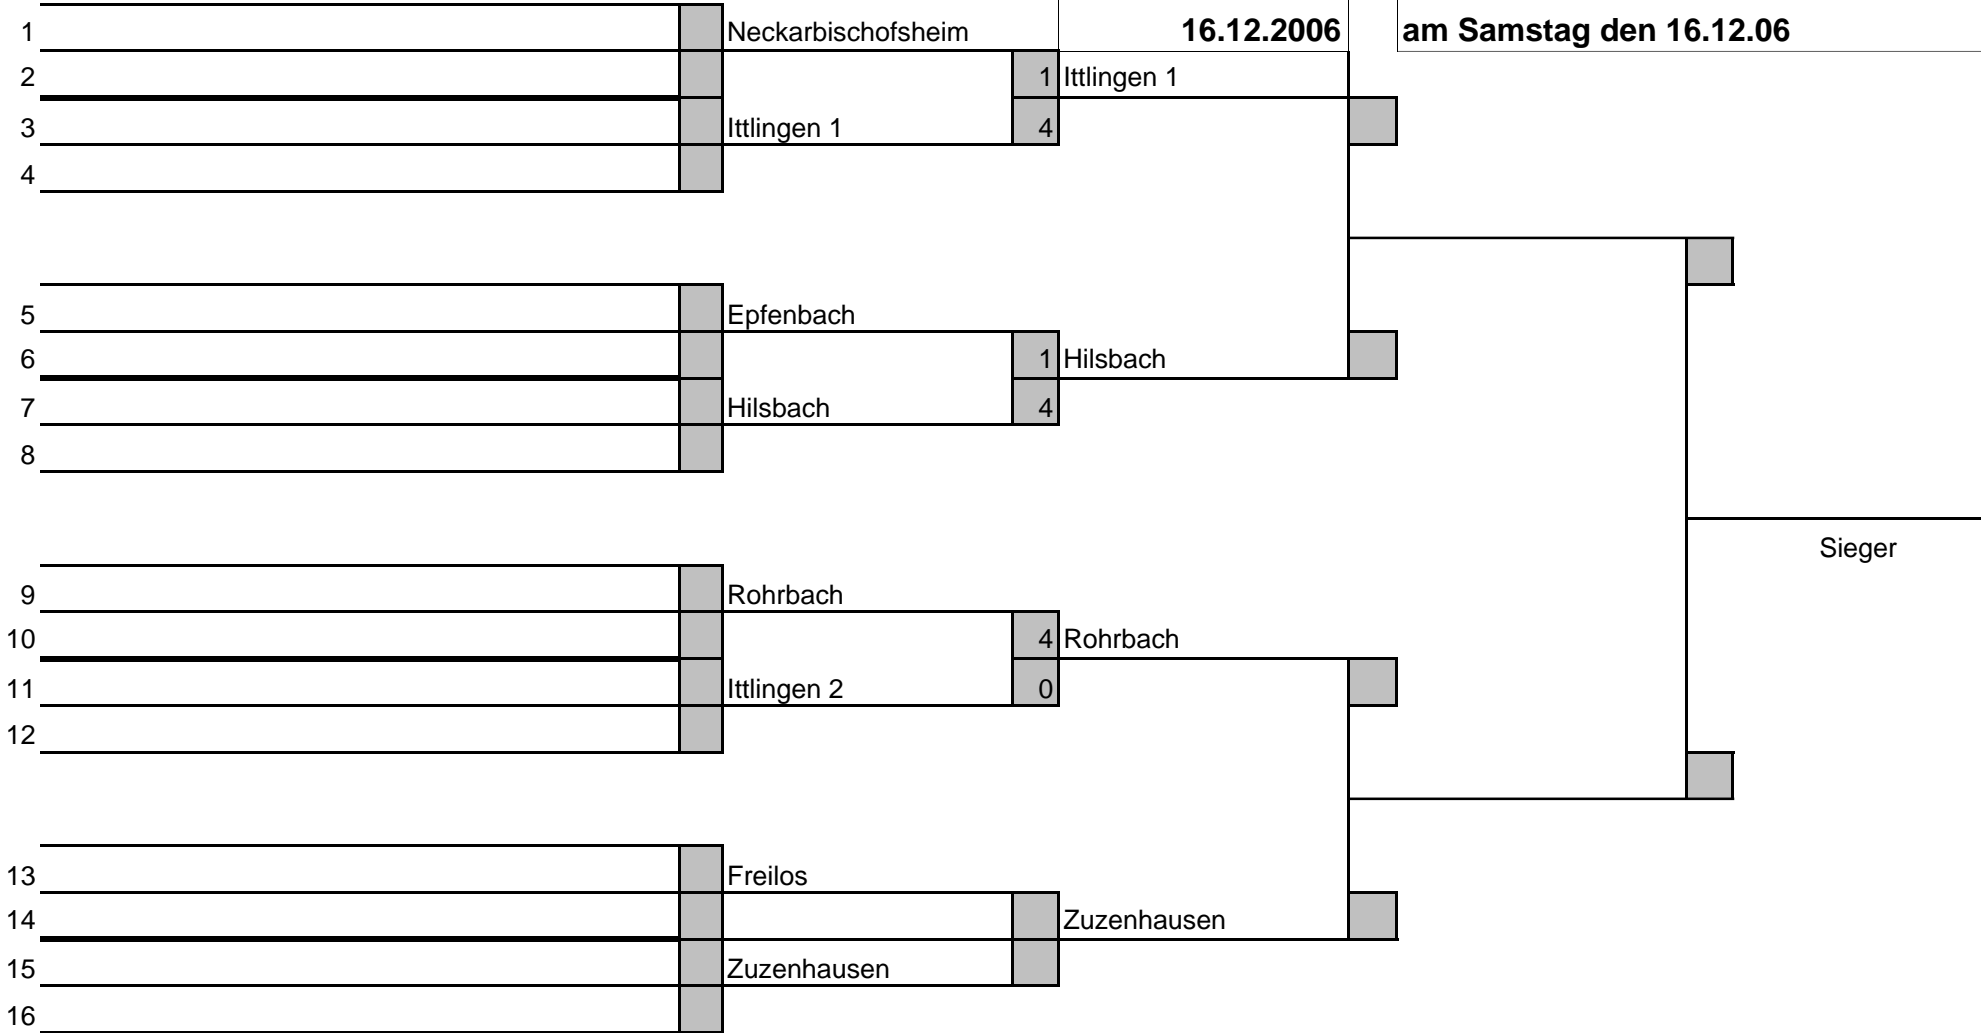 1 Neckarbischofsheim 16.12.2006 am Samstag den 16.12.06
2 1 Ittlingen 1
3 Ittlingen 1 4
4
5 Epfenbach
6 1 Hilsbach
7 Hilsbach 4
8
Sieger
9 Rohrbach
10 4 Rohrbach
11 Ittlingen 2 0
12
13 Freilos
14 Zuzenhausen
15 Zuzenhausen
16